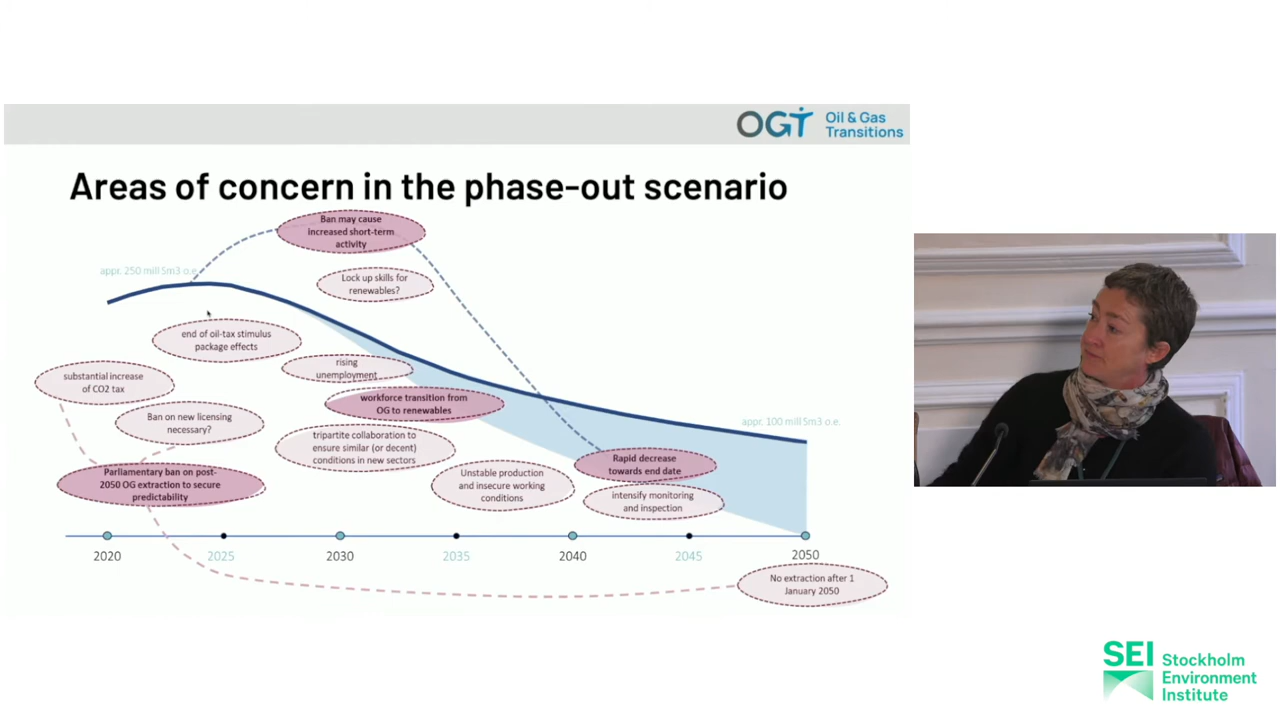 OGT Oil & Gas
Transitions
Areas of concern in the phase-out scenario
Ban may cause
increased short-term
activity
appr. 250 mill Sm3 o.e.
Lock up skills for
renewables?
end of oil-tax stimulus
package effects
rising
unemployment
substantial increase
of CO2 tax
workforce transition from
OG to renewables
Ban on new licensing
necessary?
appr. 100 mill Sm3 o.e.
tripartite collaboration to
ensure similar (or decent)
conditions in new sectors
Parliamentary ban on post-
2050 OG extraction to secure
predictability
Unstable production
and insecure working
conditions
Rapid decrease
towards end date
intensify monitoring
and inspection
2020
2025
2030
2035
2040
2045
2050
No extraction after 1
January 2050
SEI Stockholm
Environment
Institute